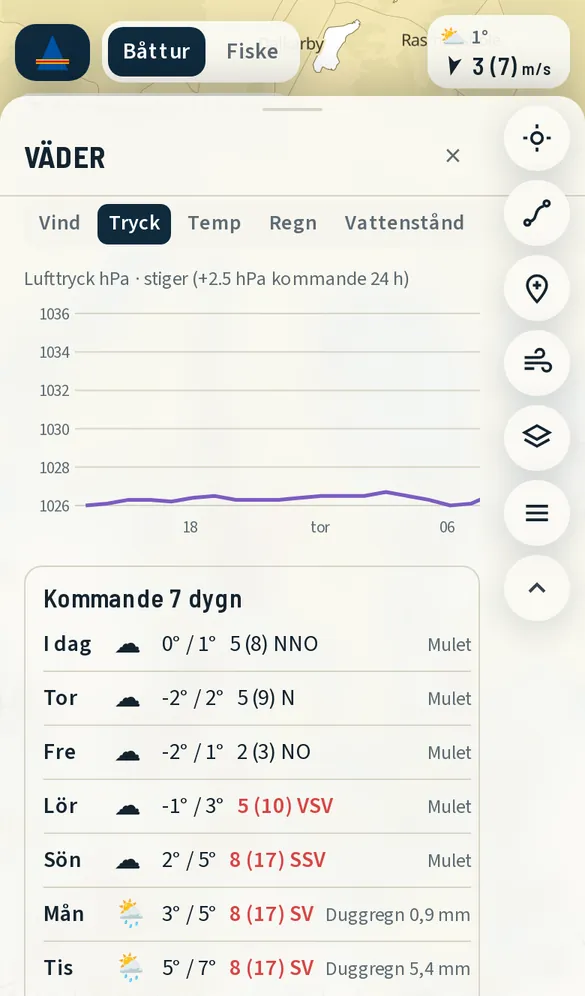 Båttur Fiske
1°
3 (7) m/s
VÄDER
Vind Tryck Temp Regn Vattenstånd
Lufttryck hPa · stiger (+2.5 hPa kommande 24 h)
1036
1034
1032
1030
1028
1026
18 tor 06
Kommande 7 dygn
I dag 0° / 1° 5 (8) NNO Mulet
Tor -2° / 2° 5 (9) N Mulet
Fre -2° / 1° 2 (3) NO Mulet
Lör -1° / 3° 5 (10) VSV Mulet
Sön 2° / 5° 8 (17) SSV Mulet
Mån 3° / 5° 8 (17) SV Duggregn 0,9 mm
Tis 5° / 7° 8 (17) SV Duggregn 5,4 mm